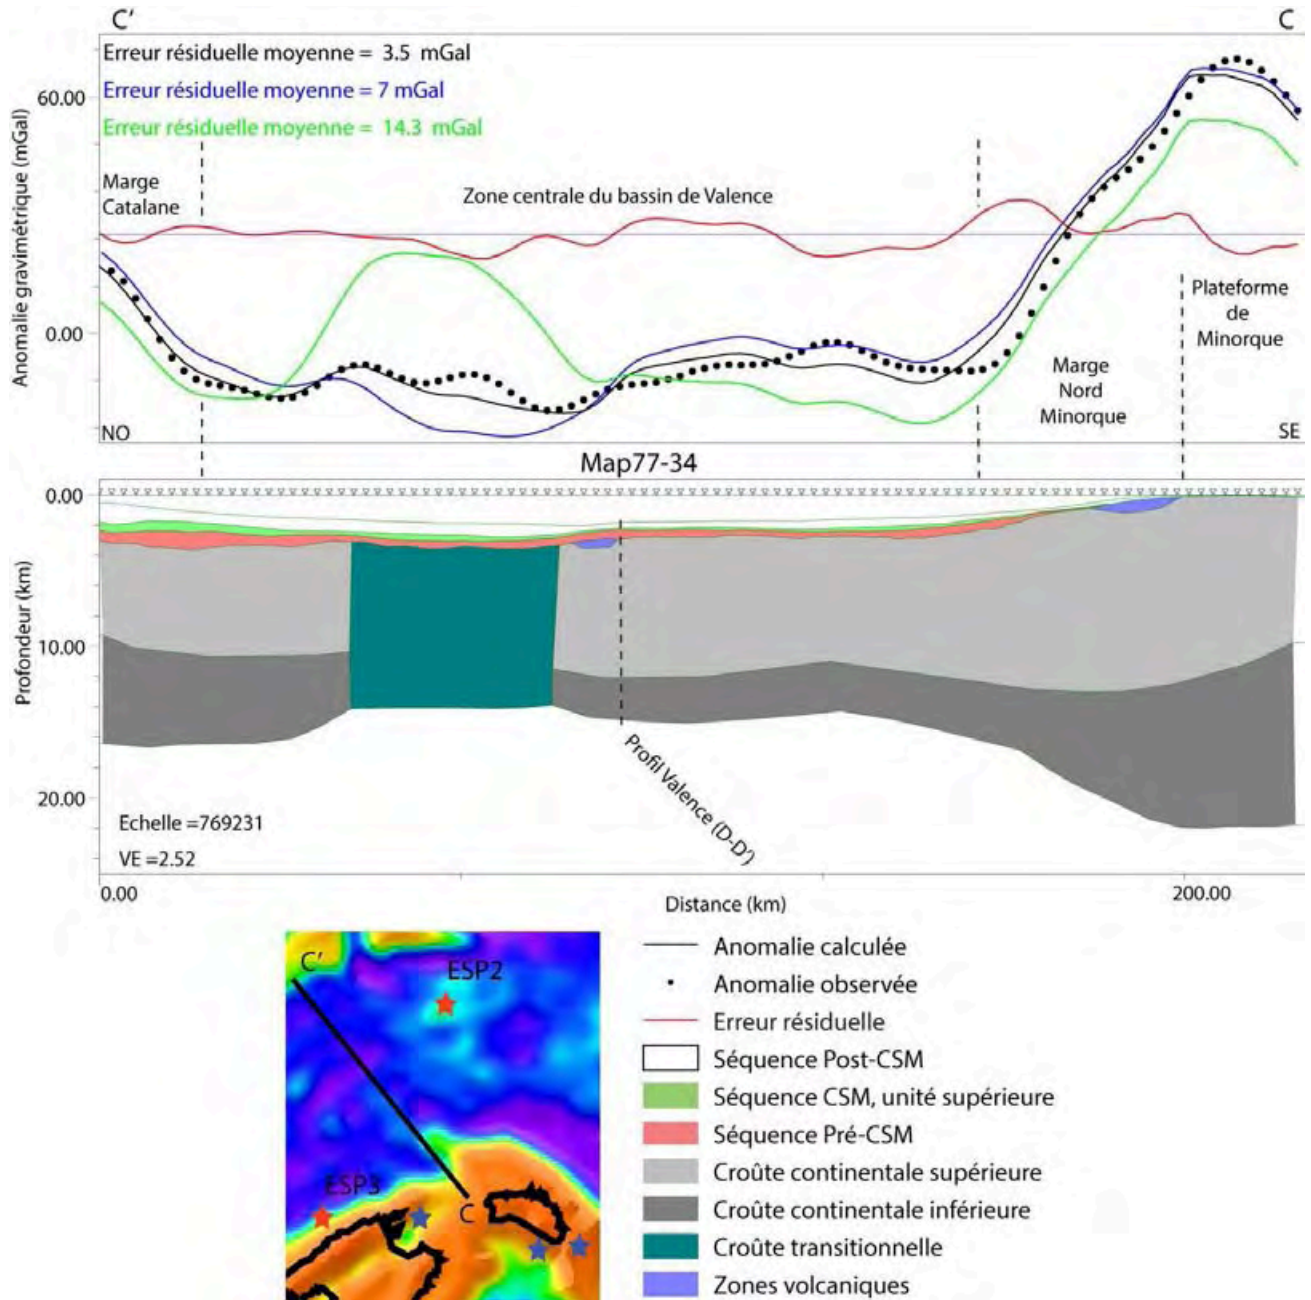 C' C
Erreur résiduelle moyenne = 3.5 mGal
Erreur résiduelle moyenne = 7 mGal
Erreur résiduelle moyenne = 14.3 mGal
60.00
0.00
Anomalie gravimétrique (mGal)
Marge
Catalane
Zone centrale du bassin de Valence
Plateforme
de
Minorque
Marge
Nord
Minorque
NO
SE
Map77-34
0.00
10.00
20.00
Profondeur (km)
Profil Valence (D-D')
Echelle =769231
VE =2.52
0.00
200.00
Distance (km)
C'
ESP2
ESP3
C
Anomalie calculée
Anomalie observée
Erreur résiduelle
Séquence Post-CSM
Séquence CSM, unité supérieure
Séquence Pré-CSM
Croûte continentale supérieure
Croûte continentale inférieure
Croûte transitionnelle
Zones volcaniques